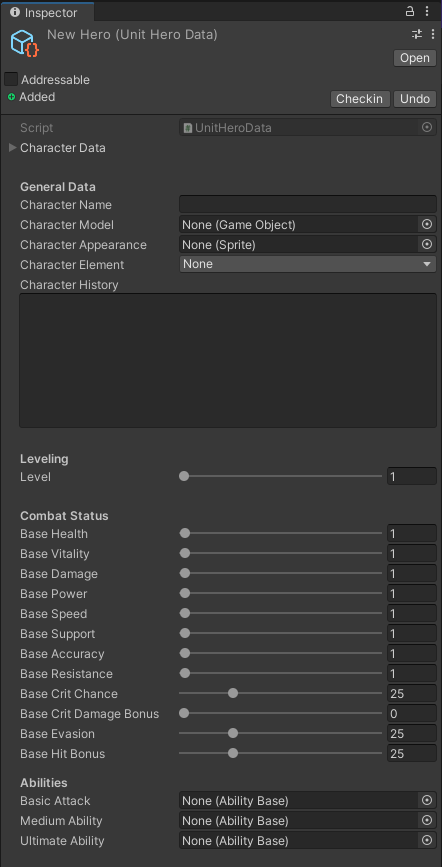 Inspector
New Hero (Unit Hero Data)
Open
Addressable
Added
Checkin Undo
Script UnitHeroData
Character Data
General Data
Character Name
Character Model None (Game Object)
Character Appearance None (Sprite)
Character Element None
Character History
Leveling
Level 1
Combat Status
Base Health 1
Base Vitality 1
Base Damage 1
Base Power 1
Base Speed 1
Base Support 1
Base Accuracy 1
Base Resistance 1
Base Crit Chance 25
Base Crit Damage Bonus 0
Base Evasion 25
Base Hit Bonus 25
Abilities
Basic Attack None (Ability Base)
Medium Ability None (Ability Base)
Ultimate Ability None (Ability Base)